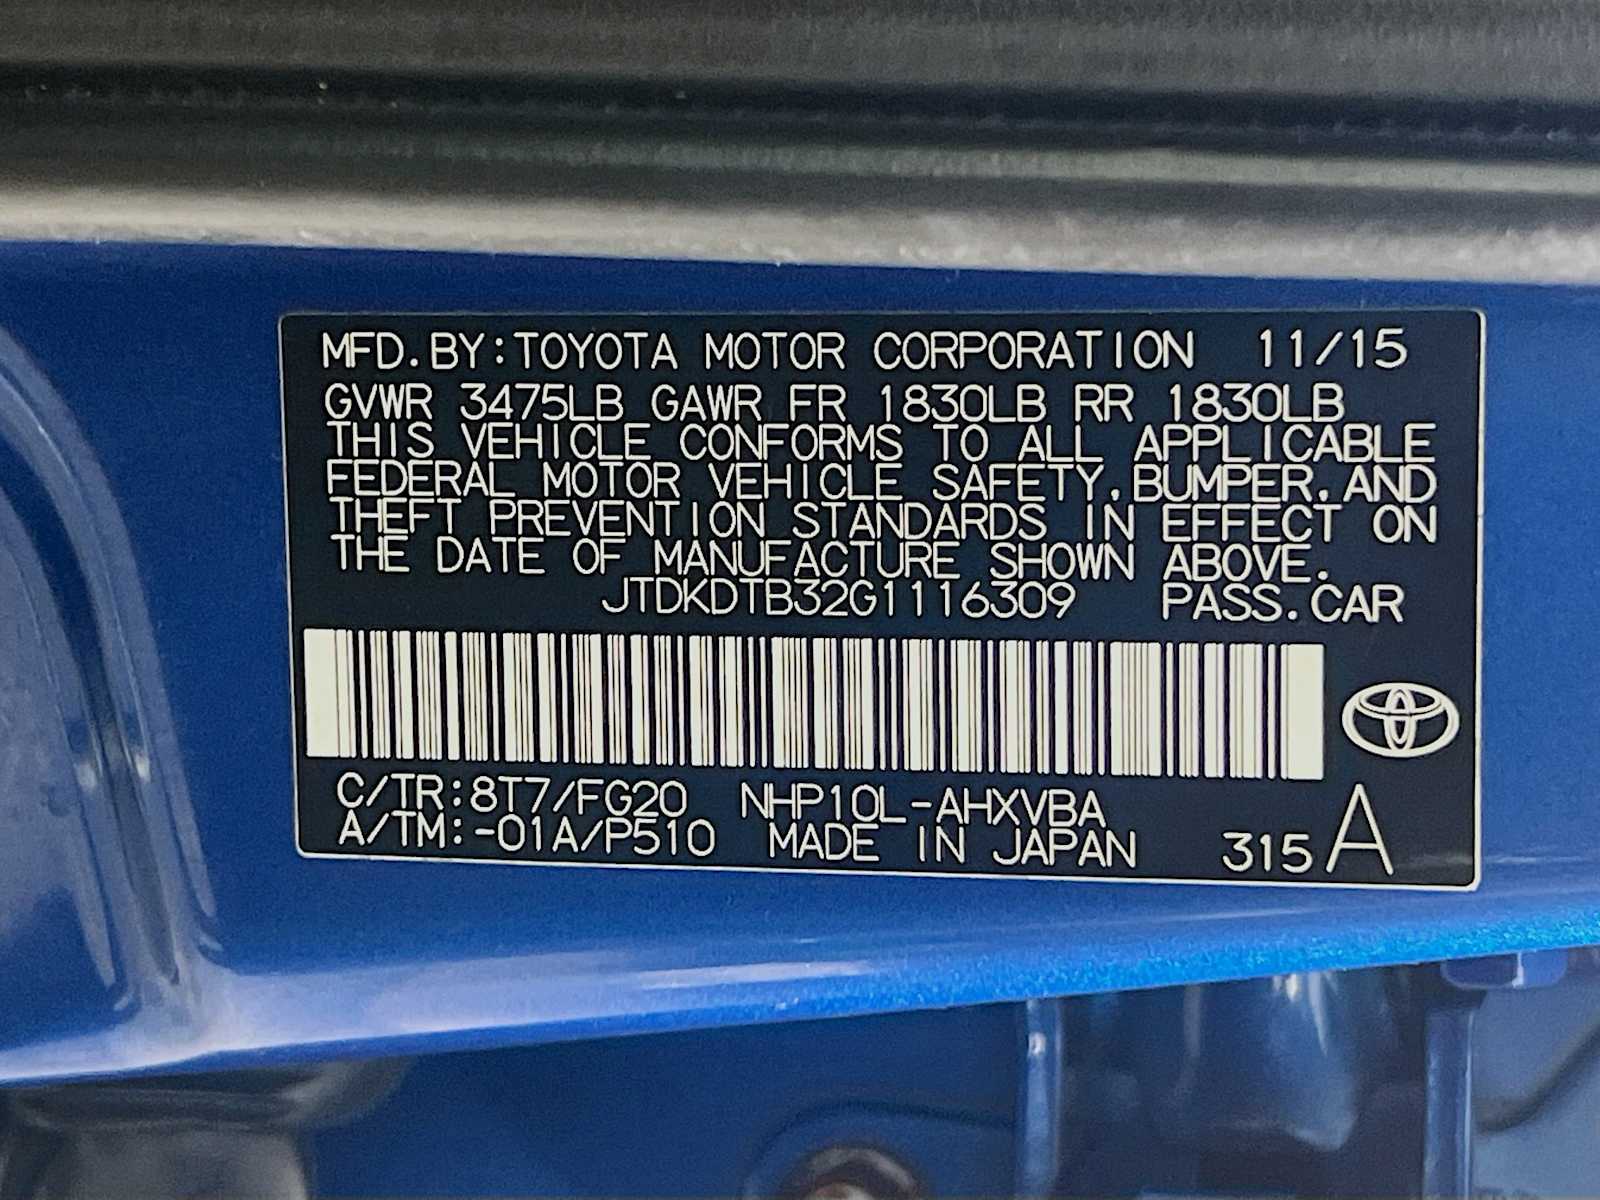 MFD.BY:TOYOTA MOTOR CORPORATION 11/15
GVWR 3475LB GAWR FR 1830LB RR 1830LB
THIS VEHICLE CONFORMS TO ALL APPLICABLE
FEDERAL MOTOR VEHICLE SAFETY,BUMPER,AND
THEFT PREVENTION STANDARDS IN EFFECT ON
THE DATE OF MANUFACTURE SHOWN ABOVE.
JTDKDTB32G1116309 PASS.CAR
C/TR:8T7/FG20 NHP10L-AHXVBA
A/TM:-01A/P510 MADE IN JAPAN 315 A